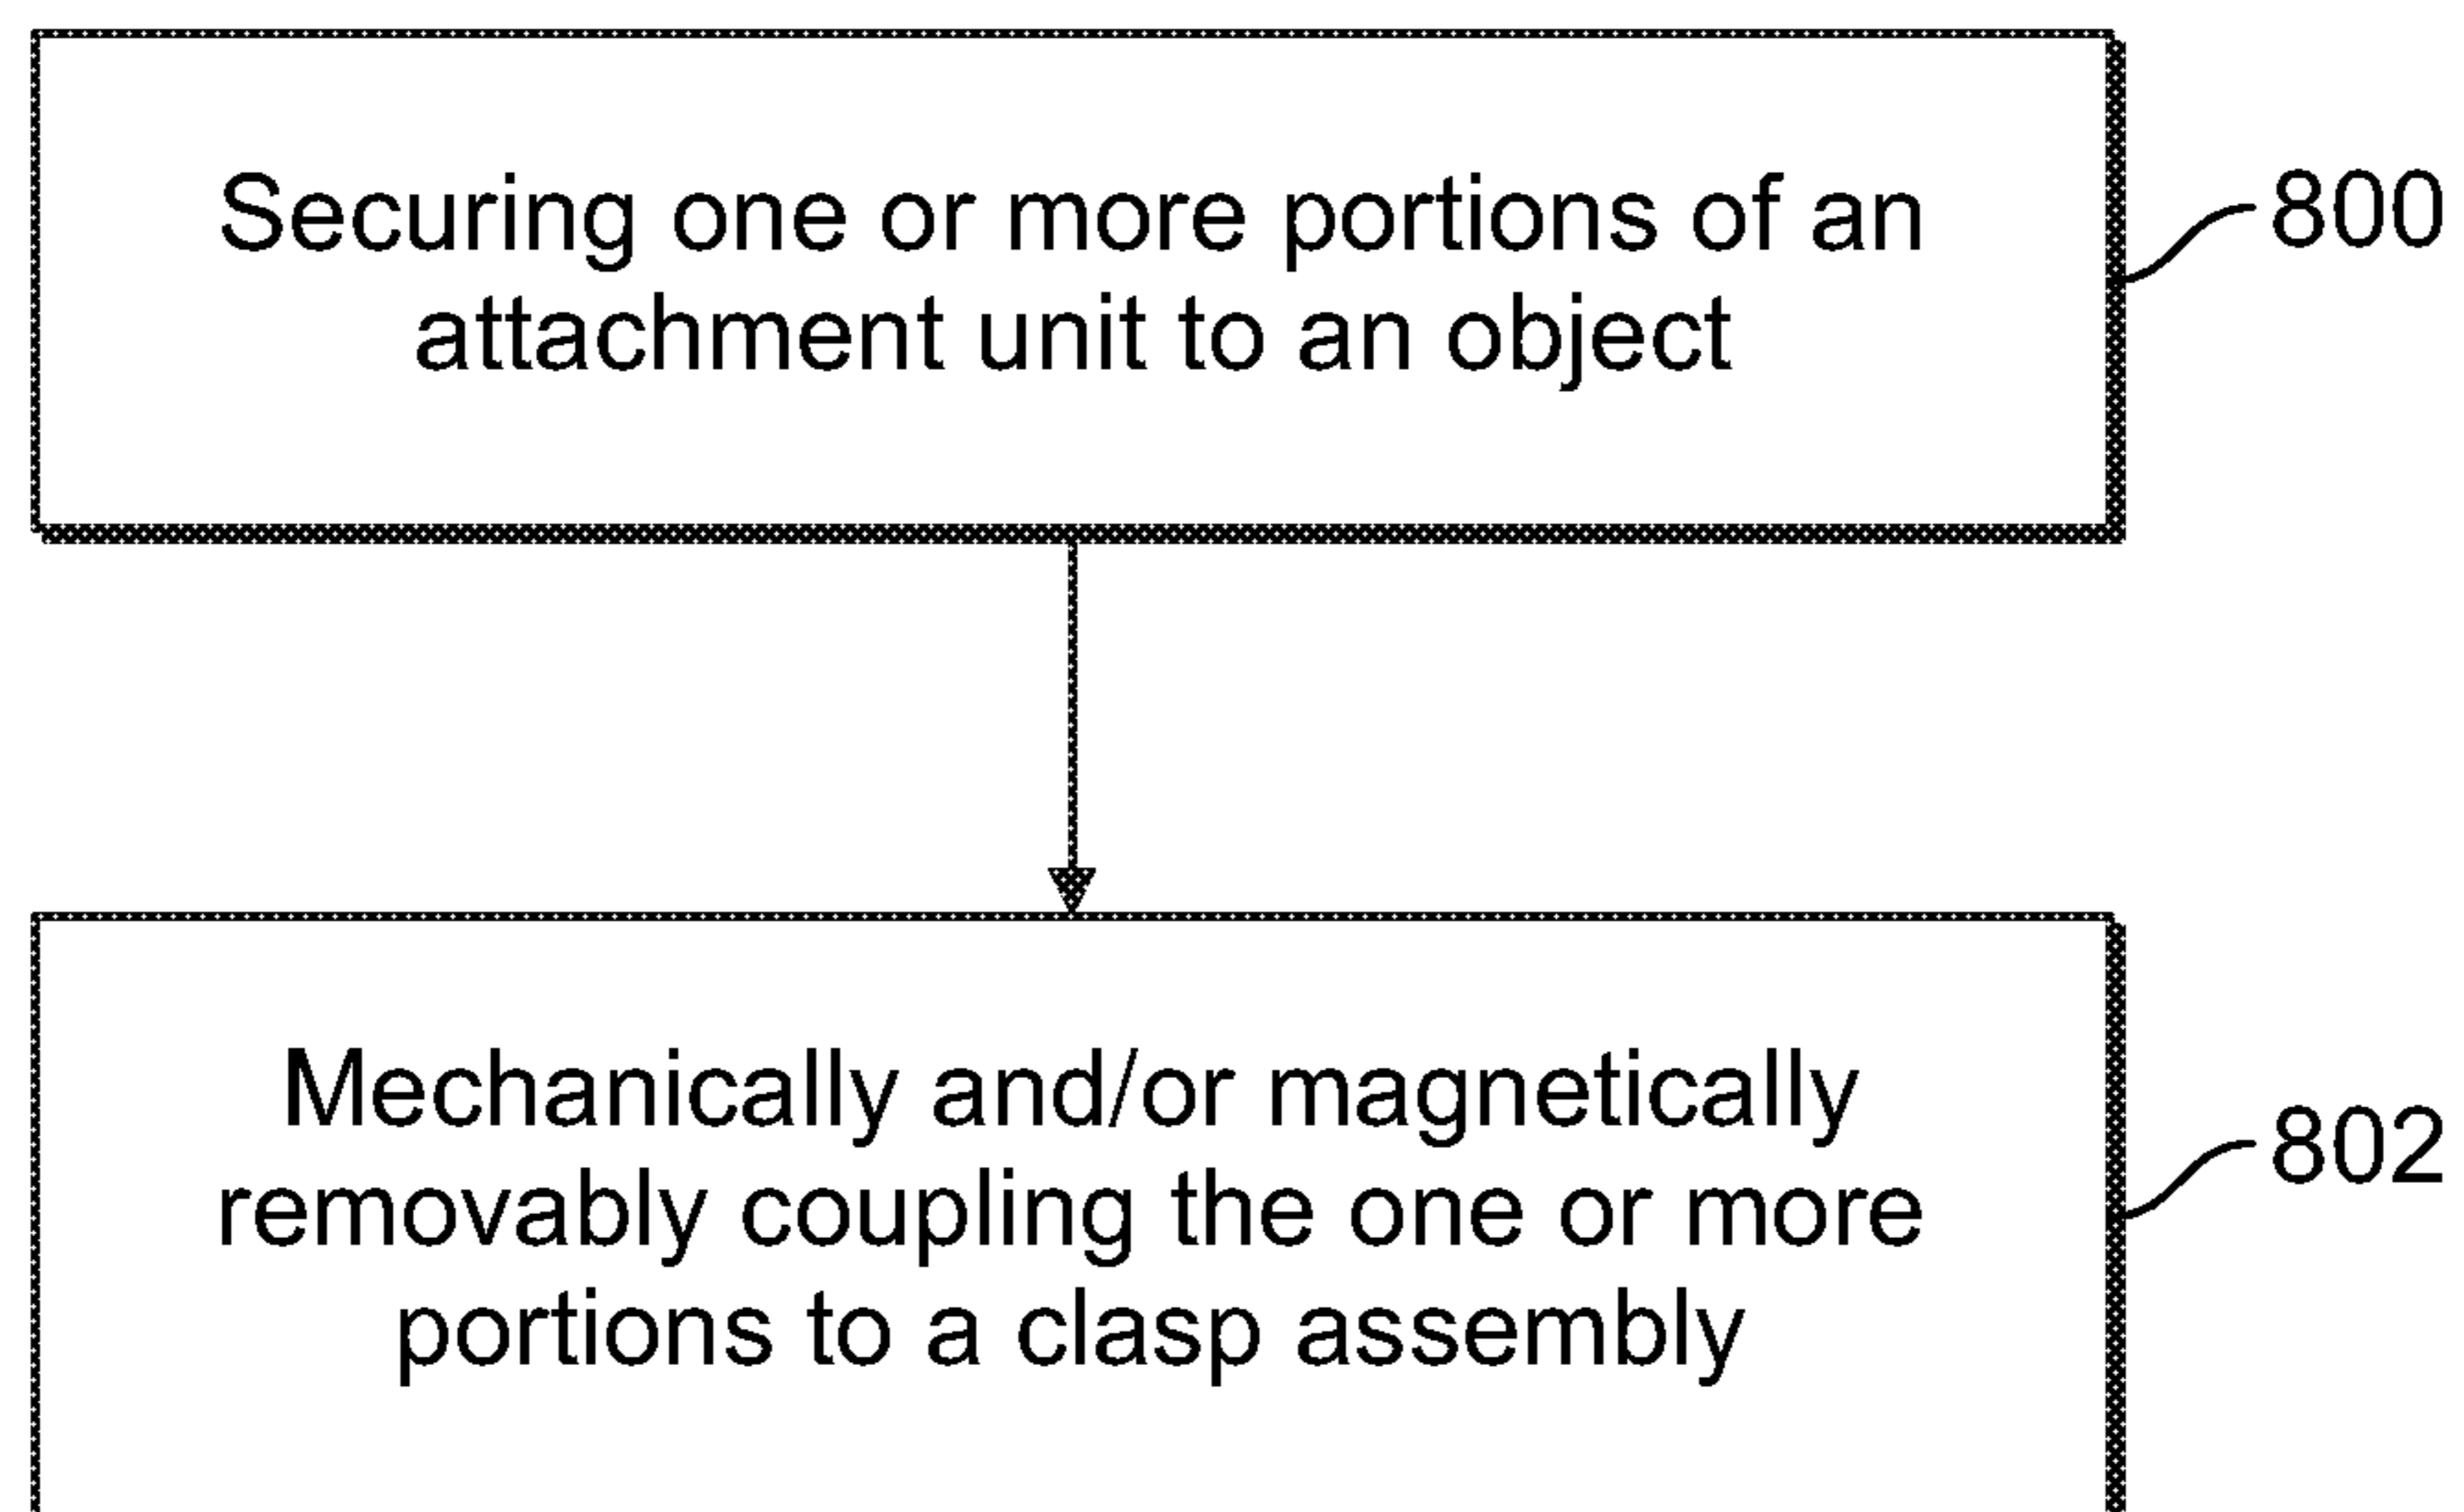 Securing one or more portions of an
attachment unit to an object
800
Mechanically and/or magnetically
removably coupling the one or more
portions to a clasp assembly
802